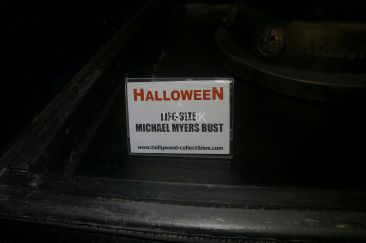 HALLOWEEN
LIFE-SIZE
MICHAEL MYERS BUST
www.hollywood-collectibles.com